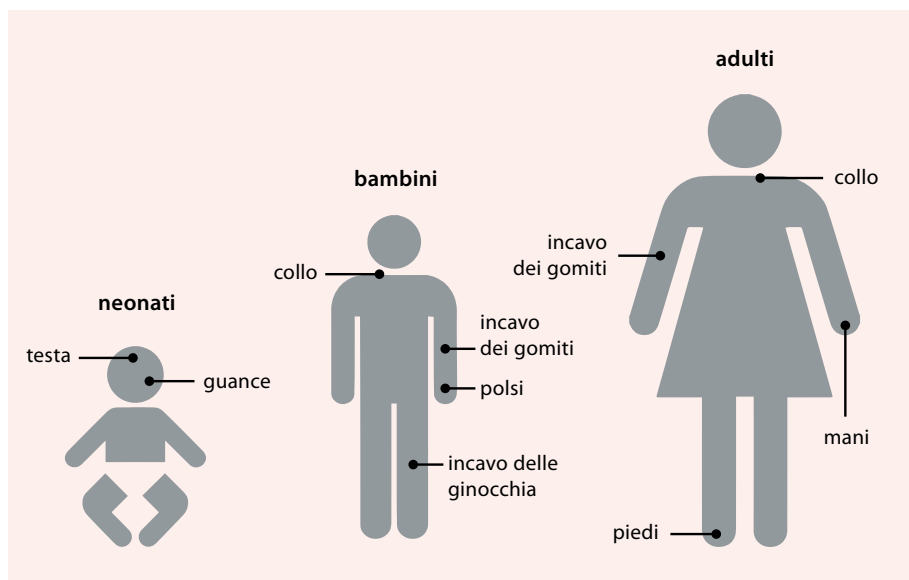 neonati
testa
guance
bambini
collo
incavo
dei gomiti
polsi
incavo delle
ginocchia
adulti
collo
incavo
dei gomiti
mani
piedi